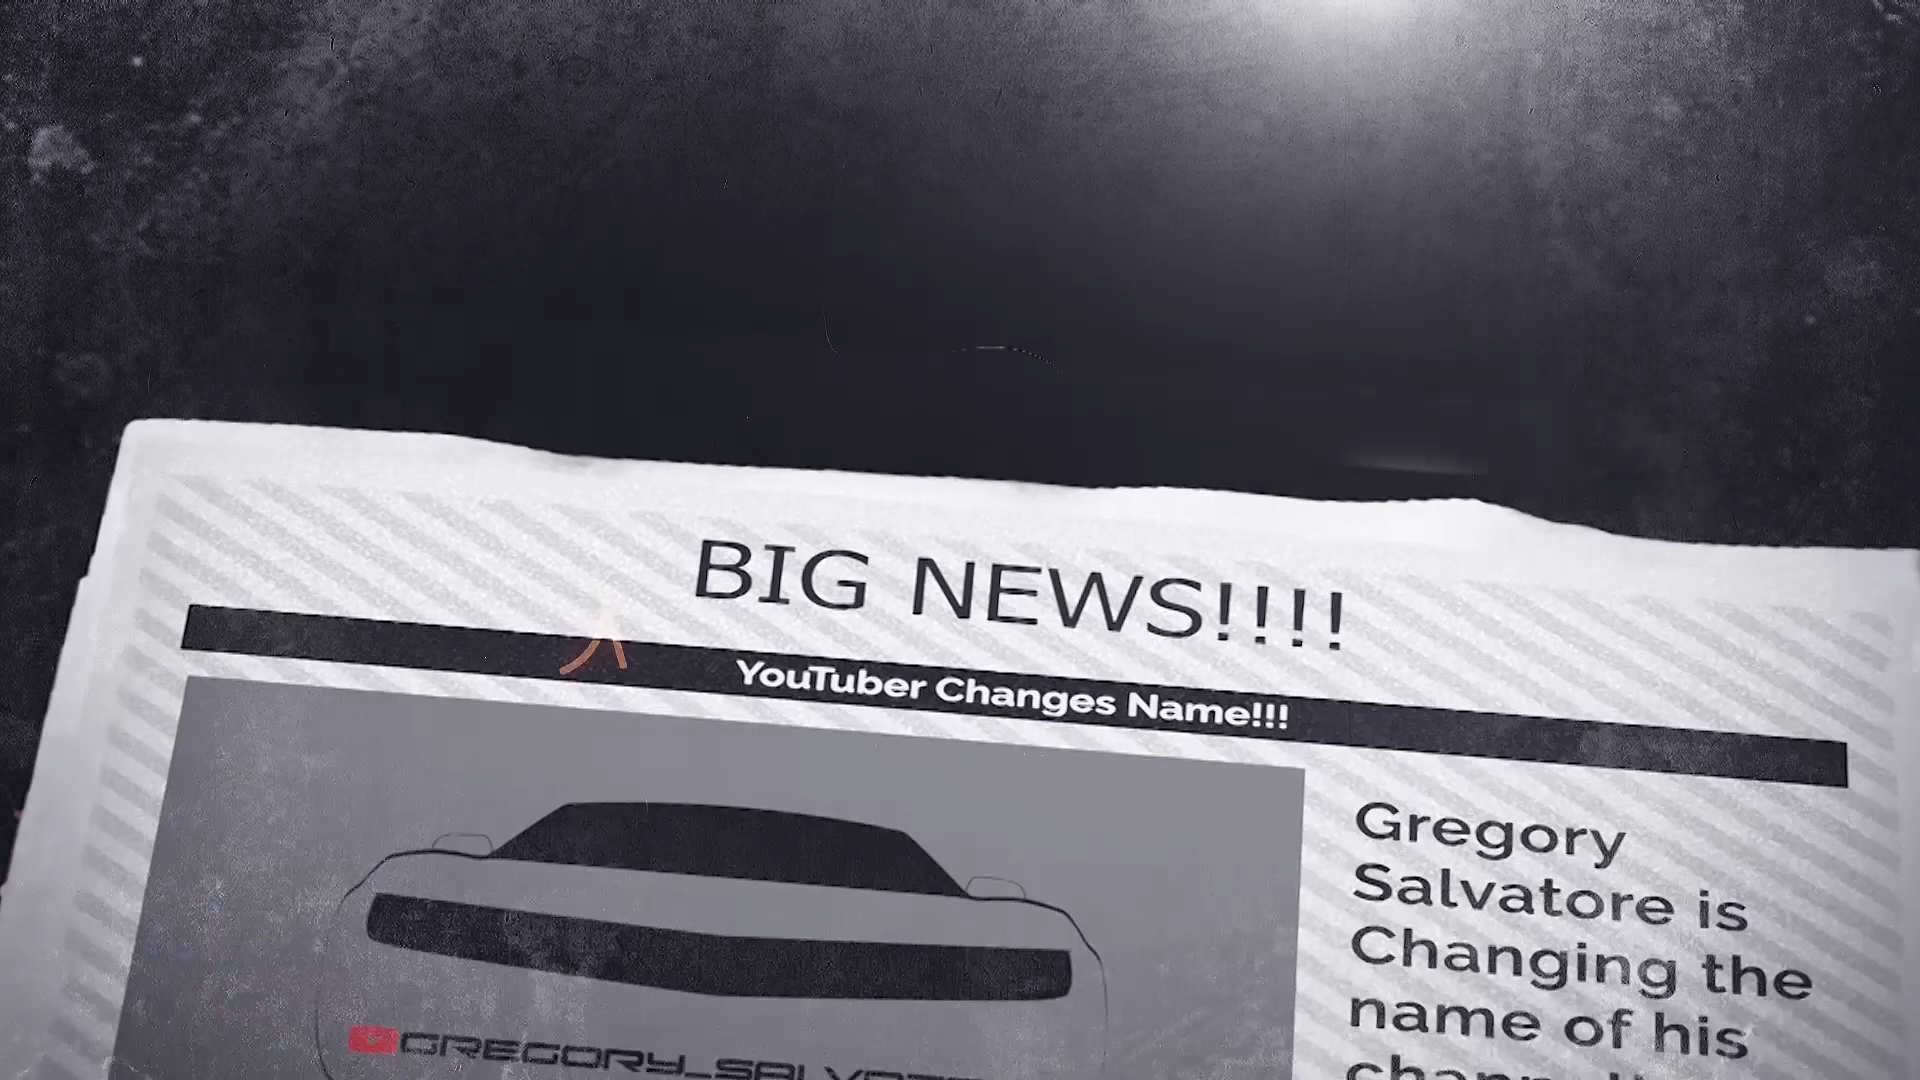 BIG NEWS!!!!
YouTuber Changes Name!!!
Gregory
Salvatore is
Changing the
name of his